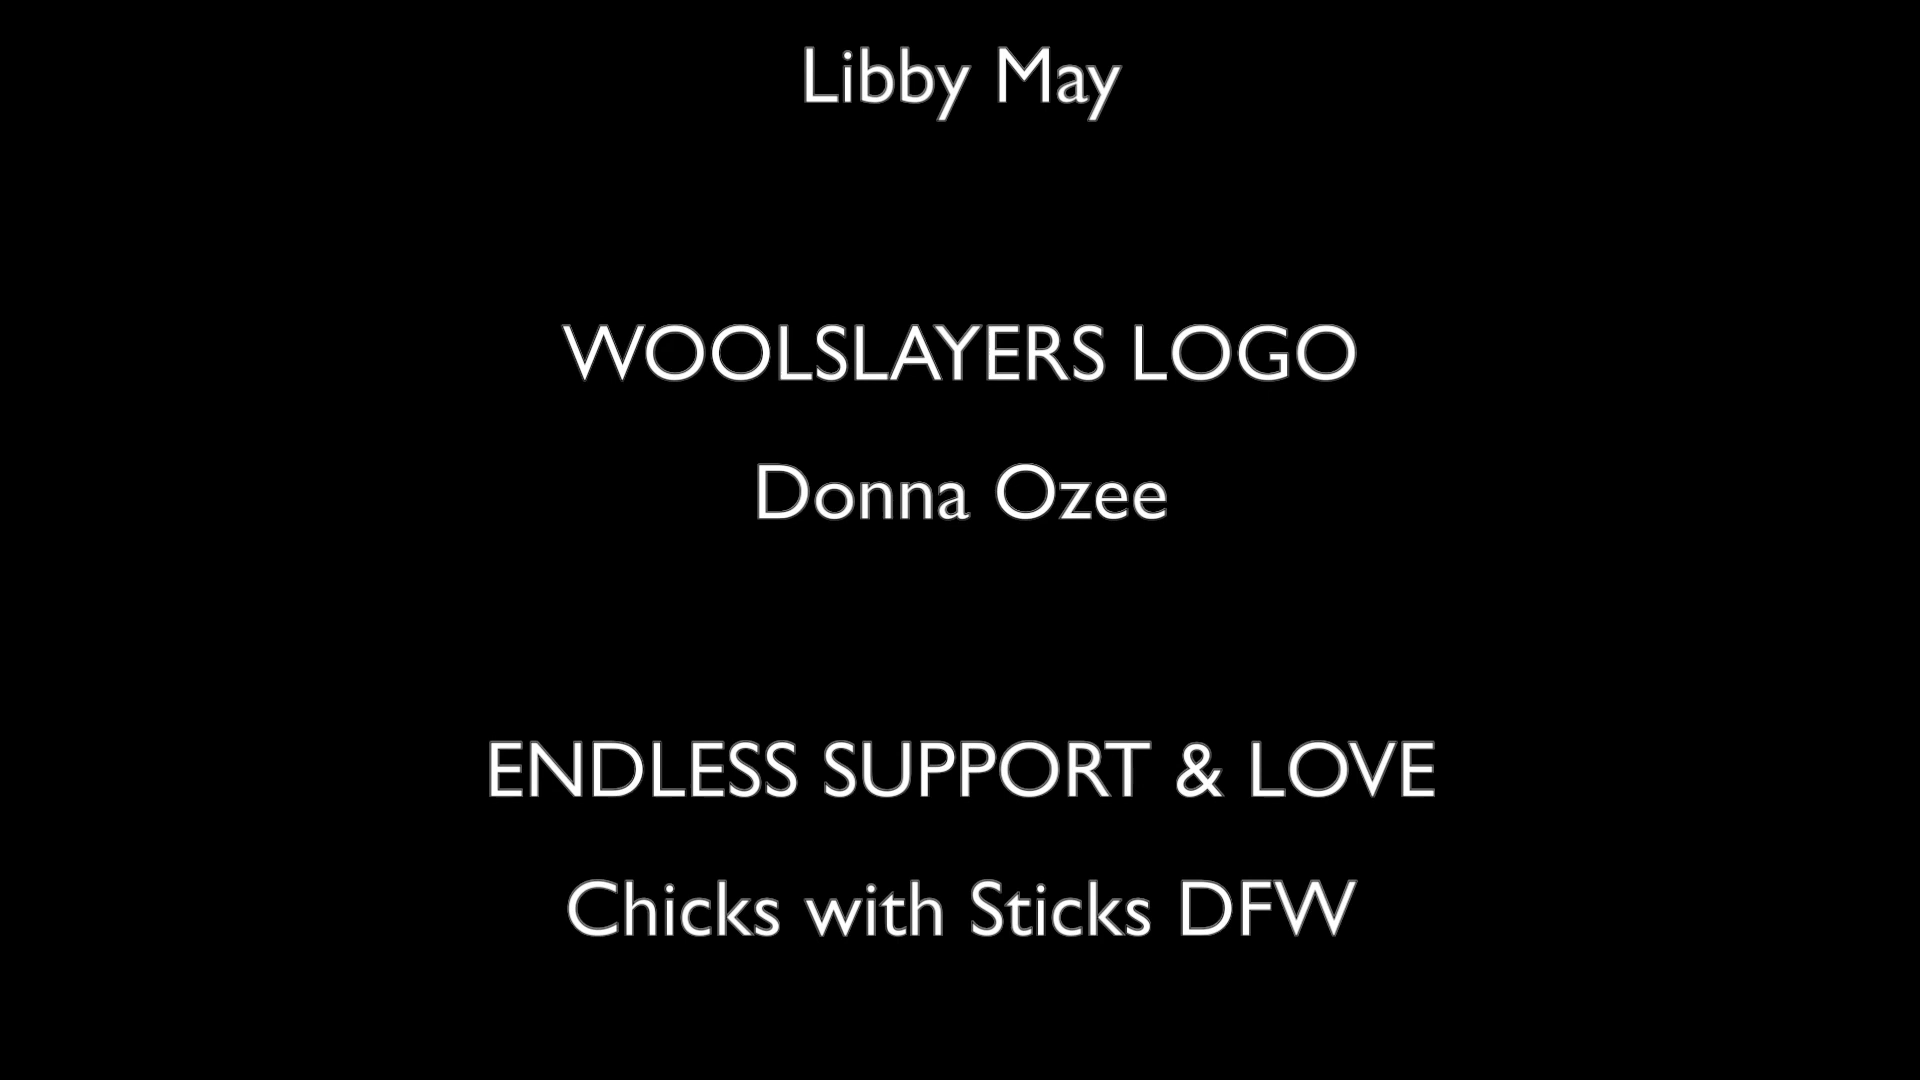 Libby May
WOOLSLAYERS LOGO
Donna Ozee
ENDLESS SUPPORT & LOVE
Chicks with Sticks DFW